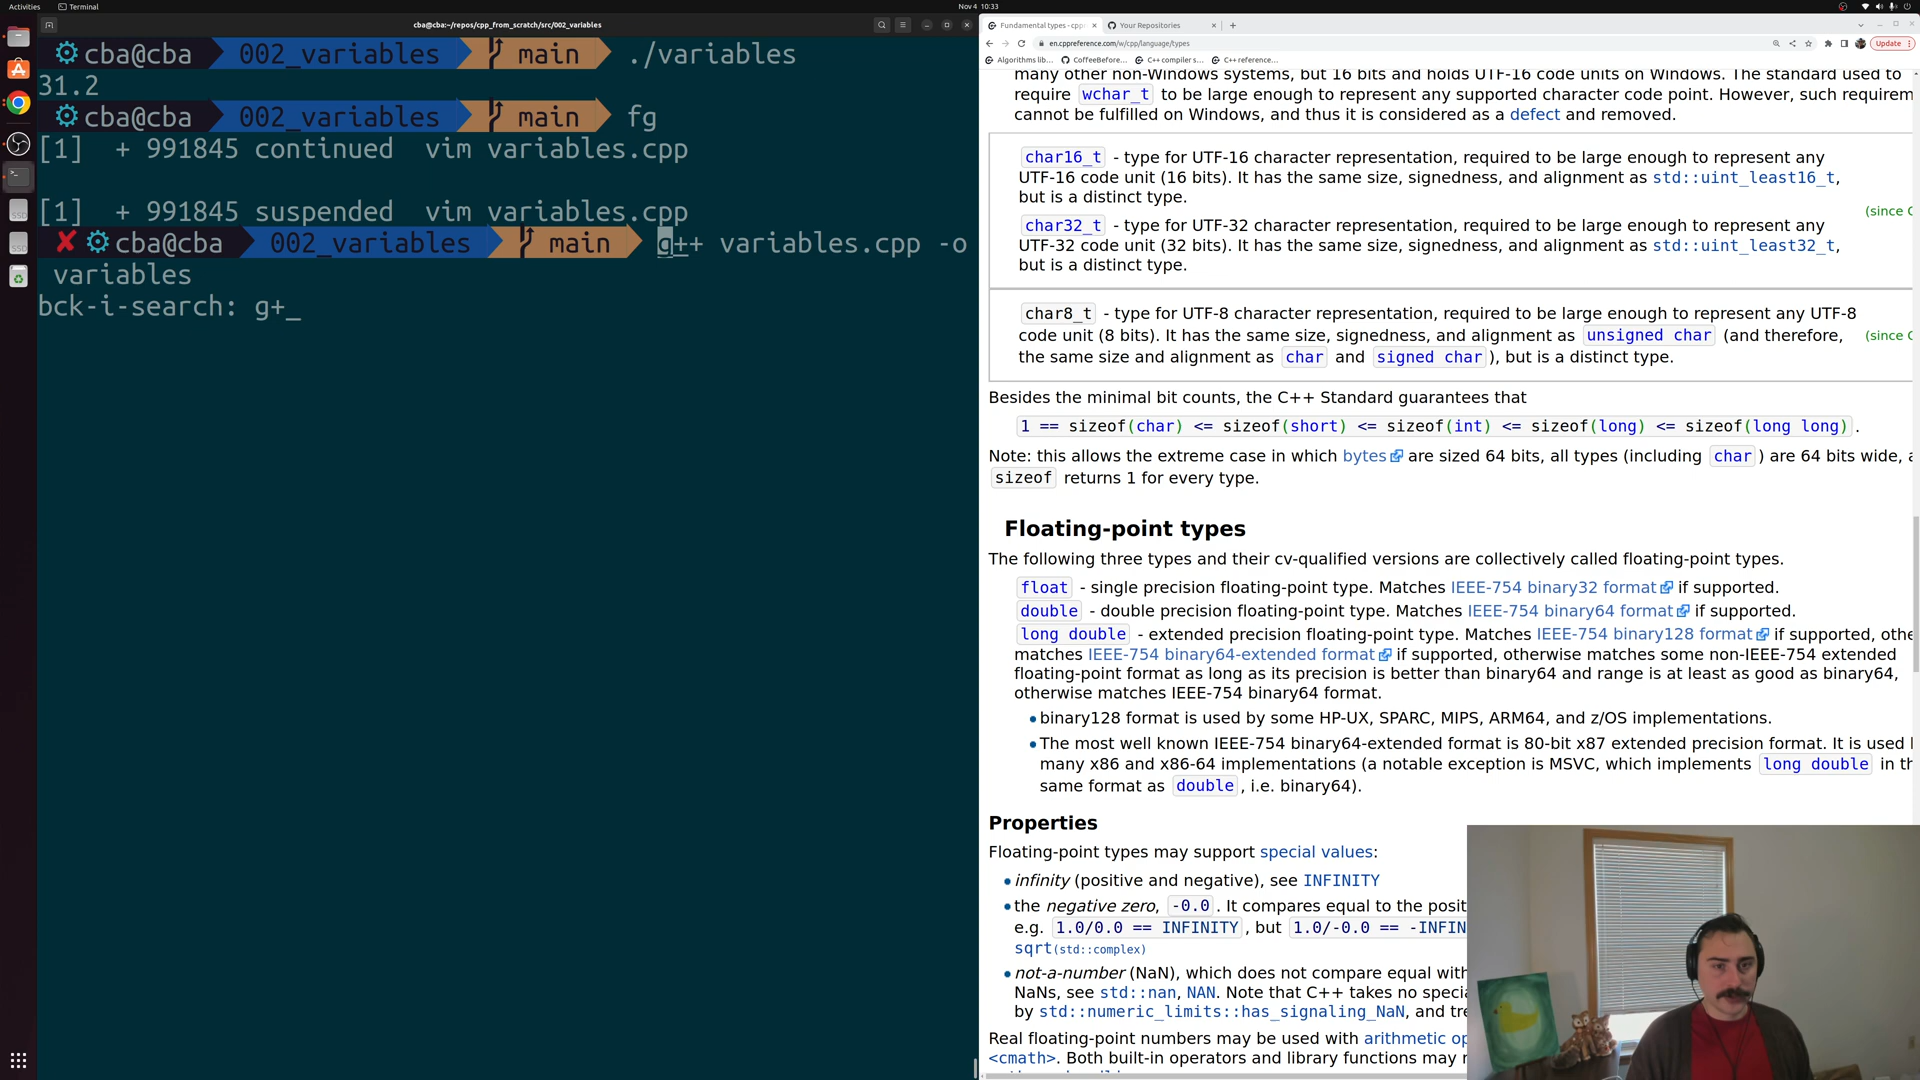 Activities
Terminal
Nov 4 10:33
cba@cba:~/repos/cpp_from_scratch/src/002_variables
cba@cba 002_variables main ./variables
31.2
cba@cba 002_variables main fg
[1]  + 991845 continued  vim variables.cpp
[1]  + 991845 suspended  vim variables.cpp
✘ cba@cba 002_variables main g++ variables.cpp -o
variables
bck-i-search: g+_
Fundamental types - cppr
Your Repositories
en.cppreference.com/w/cpp/language/types
Update
Algorithms lib...
CoffeeBefore...
C++ compiler s...
C++ reference...
many other non-Windows systems, but 16 bits and holds UTF-16 code units on Windows. The standard used to
require wchar_t to be large enough to represent any supported character code point. However, such requirem
cannot be fulfilled on Windows, and thus it is considered as a defect and removed.
char16_t - type for UTF-16 character representation, required to be large enough to represent any
UTF-16 code unit (16 bits). It has the same size, signedness, and alignment as std::uint_least16_t,
but is a distinct type.
(since C
char32_t - type for UTF-32 character representation, required to be large enough to represent any
UTF-32 code unit (32 bits). It has the same size, signedness, and alignment as std::uint_least32_t,
but is a distinct type.
char8_t - type for UTF-8 character representation, required to be large enough to represent any UTF-8
code unit (8 bits). It has the same size, signedness, and alignment as unsigned char (and therefore,
(since C
the same size and alignment as char and signed char), but is a distinct type.
Besides the minimal bit counts, the C++ Standard guarantees that
1 == sizeof(char) <= sizeof(short) <= sizeof(int) <= sizeof(long) <= sizeof(long long).
Note: this allows the extreme case in which bytes are sized 64 bits, all types (including char) are 64 bits wide, a
sizeof returns 1 for every type.
Floating-point types
The following three types and their cv-qualified versions are collectively called floating-point types.
float - single precision floating-point type. Matches IEEE-754 binary32 format if supported.
double - double precision floating-point type. Matches IEEE-754 binary64 format if supported.
long double - extended precision floating-point type. Matches IEEE-754 binary128 format if supported, othe
matches IEEE-754 binary64-extended format if supported, otherwise matches some non-IEEE-754 extended
floating-point format as long as its precision is better than binary64 and range is at least as good as binary64,
otherwise matches IEEE-754 binary64 format.
• binary128 format is used by some HP-UX, SPARC, MIPS, ARM64, and z/OS implementations.
• The most well known IEEE-754 binary64-extended format is 80-bit x87 extended precision format. It is used
many x86 and x86-64 implementations (a notable exception is MSVC, which implements long double in th
same format as double, i.e. binary64).
Properties
Floating-point types may support special values:
• infinity (positive and negative), see INFINITY
• the negative zero, -0.0. It compares equal to the posit
e.g. 1.0/0.0 == INFINITY, but 1.0/-0.0 == -INFIN
sqrt(std::complex)
• not-a-number (NaN), which does not compare equal with
NaNs, see std::nan, NAN. Note that C++ takes no specia
by std::numeric_limits::has_signaling_NaN, and tre
Real floating-point numbers may be used with arithmetic op
<cmath>. Both built-in operators and library functions may r